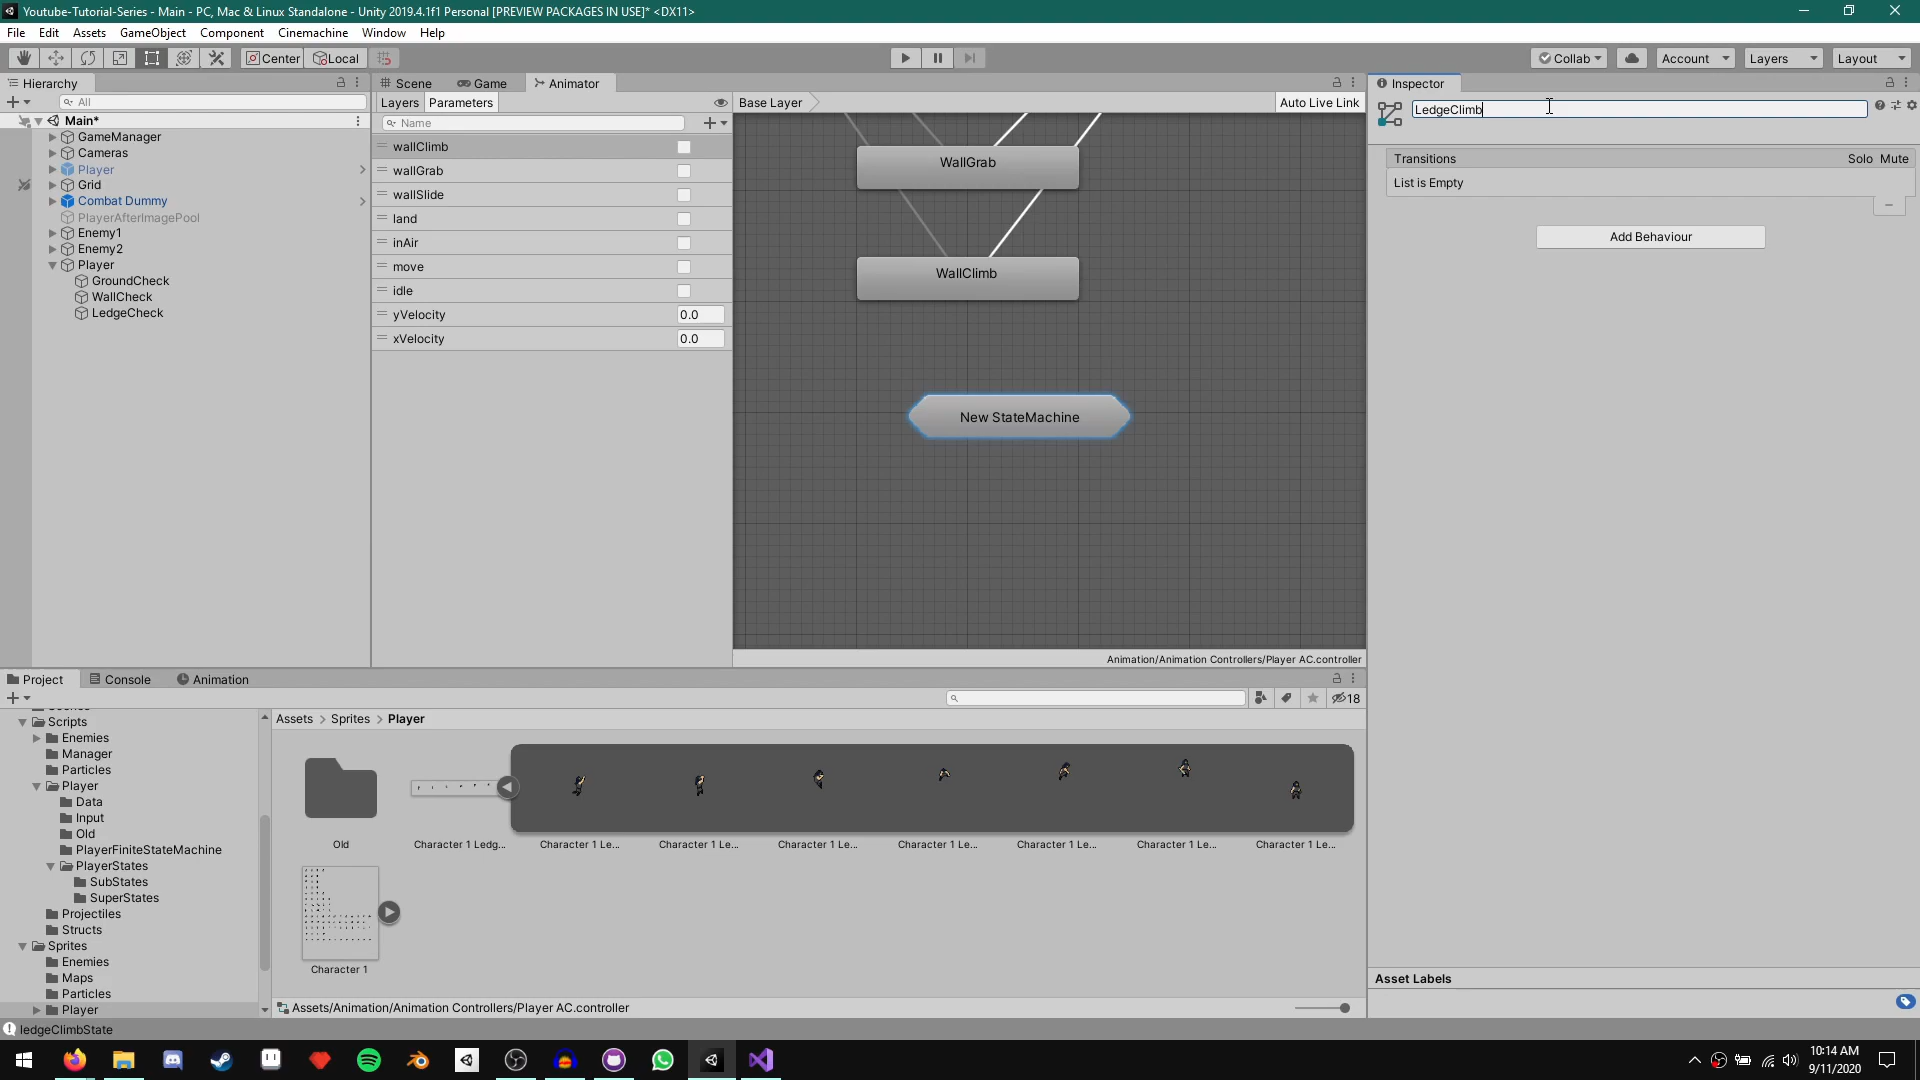 Youtube-Tutorial-Series - Main - PC, Mac & Linux Standalone - Unity 2019.4.1f1 Personal [PREVIEW PACKAGES IN USE]* <DX11>
File Edit Assets GameObject Component Cinemachine Window Help
Center Local Collab Account Layers Layout
Hierarchy
All
Main*
GameManager
Cameras
Player
Grid
Combat Dummy
PlayerAfterImagePool
Enemy1
Enemy2
Player
GroundCheck
WallCheck
LedgeCheck
Scene Game Animator
Layers Parameters
Name
wallClimb
wallGrab
wallSlide
land
inAir
move
idle
yVelocity 0.0
xVelocity 0.0
Base Layer Auto Live Link
WallGrab
WallClimb
New StateMachine
Animation/Animation Controllers/Player AC.controller
Inspector
LedgeClimb
Transitions Solo Mute
List is Empty
Add Behaviour
Asset Labels
Project Console Animation
18
Scripts
Enemies
Manager
Particles
Player
Data
Input
Old
PlayerFiniteStateMachine
PlayerStates
SubStates
SuperStates
Projectiles
Structs
Sprites
Enemies
Maps
Particles
Player
Assets > Sprites > Player
Old Character 1 Ledg... Character 1 Le... Character 1 Le... Character 1 Le... Character 1 Le... Character 1 Le... Character 1 Le... Character 1 Le...
Character 1
Assets/Animation/Animation Controllers/Player AC.controller
ledgeClimbState
10:14 AM
9/11/2020